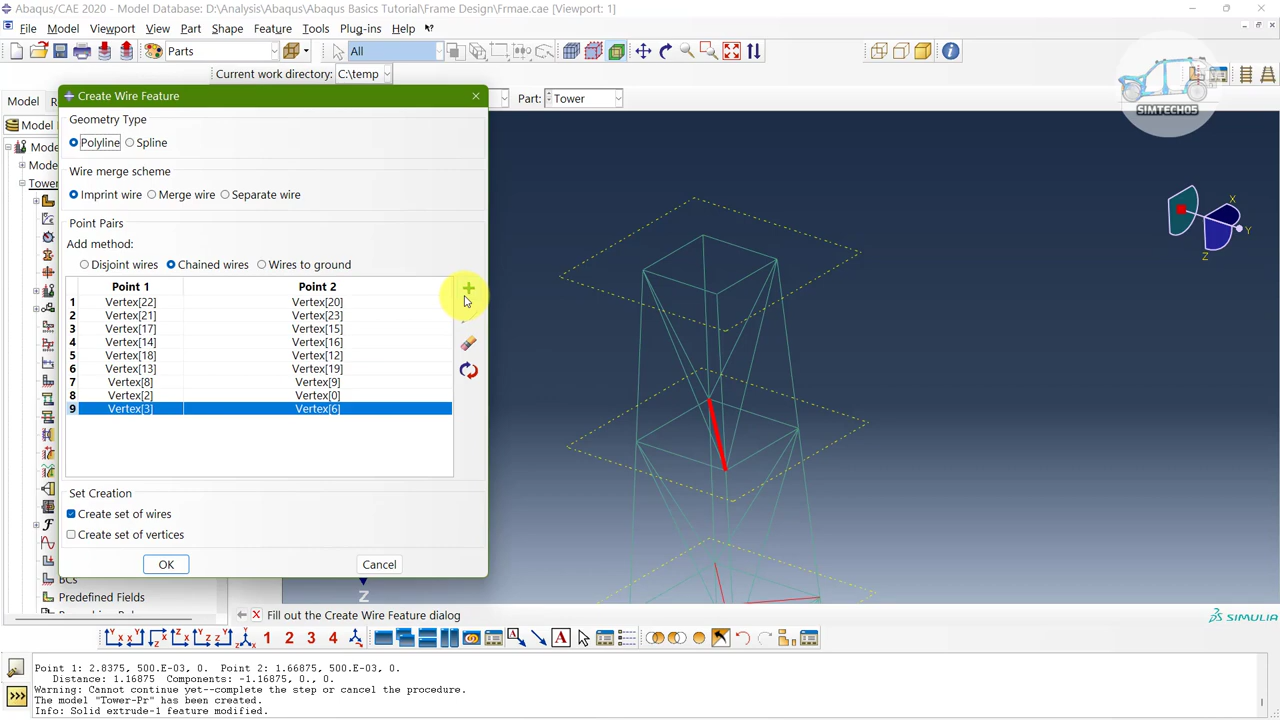 Abaqus/CAE 2020 - Model Database: D:\Analysis\Abaqus\Abaqus Basics Tutorial\Frame Design\Frmae.cae [Viewport: 1]
File Model Viewport View Part Shape Feature Tools Plug-ins Help
Parts All
Current work directory: C:\temp
Model
Part: Tower
SIMTECH05
Create Wire Feature
Geometry Type
Polyline Spline
Wire merge scheme
Imprint wire Merge wire Separate wire
Point Pairs
Add method:
Disjoint wires Chained wires Wires to ground
Point 1 Point 2
1 Vertex[22] Vertex[20]
2 Vertex[21] Vertex[23]
3 Vertex[17] Vertex[15]
4 Vertex[14] Vertex[16]
5 Vertex[18] Vertex[12]
6 Vertex[13] Vertex[19]
7 Vertex[8] Vertex[9]
8 Vertex[2] Vertex[0]
9 Vertex[3] Vertex[6]
Set Creation
Create set of wires
Create set of vertices
OK Cancel
X
Y
Z
BCs
Predefined Fields
Z
Fill out the Create Wire Feature dialog
1 2 3 4
SIMULIA
Point 1: 2.8375, 500.E-03, 0. Point 2: 1.66875, 500.E-03, 0.
Distance: 1.16875 Components: -1.16875, 0., 0.
Warning: Cannot continue yet--complete the step or cancel the procedure.
The model "Tower-Pr" has been created.
Info: Solid extrude-1 feature modified.